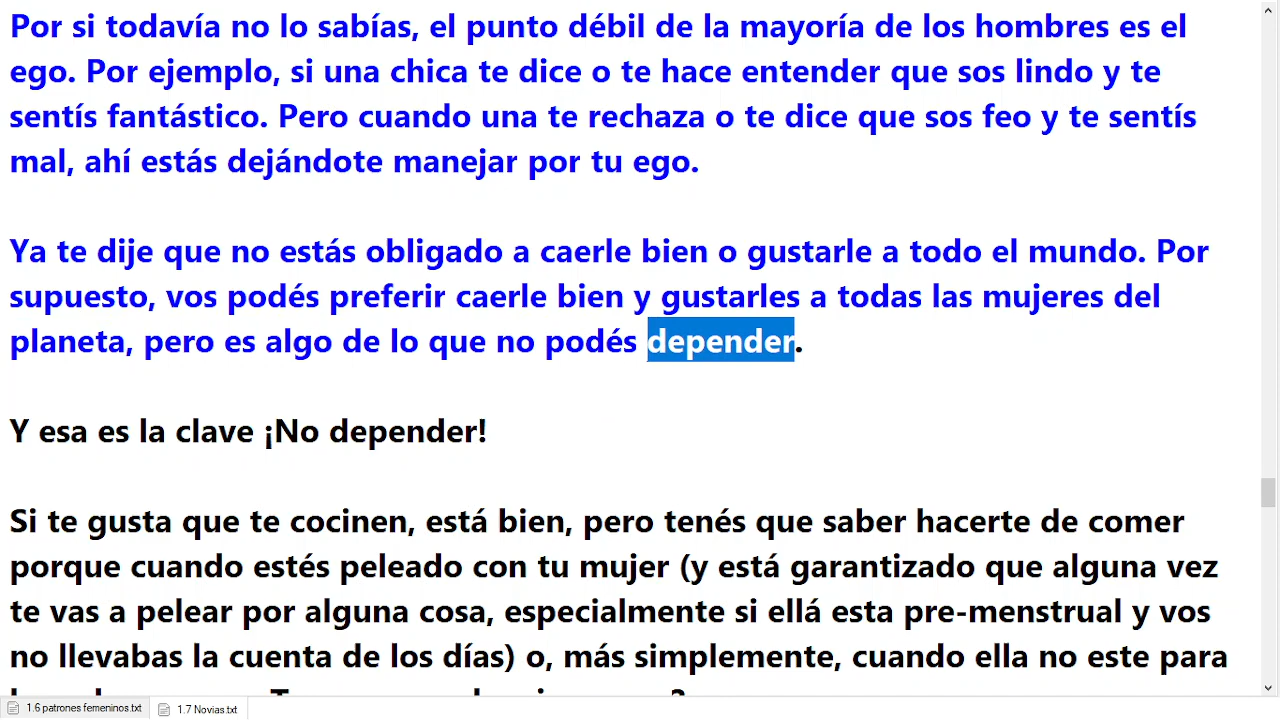 Por si todavía no lo sabías, el punto débil de la mayoría de los hombres es el
ego. Por ejemplo, si una chica te dice o te hace entender que sos lindo y te
sentís fantástico. Pero cuando una te rechaza o te dice que sos feo y te sentís
mal, ahí estás dejándote manejar por tu ego.
Ya te dije que no estás obligado a caerle bien o gustarle a todo el mundo. Por
supuesto, vos podés preferir caerle bien y gustarles a todas las mujeres del
planeta, pero es algo de lo que no podés depender.
Y esa es la clave ¡No depender!
Si te gusta que te cocinen, está bien, pero tenés que saber hacerte de comer
porque cuando estés peleado con tu mujer (y está garantizado que alguna vez
te vas a pelear por alguna cosa, especialmente si ellá esta pre-menstrual y vos
no llevabas la cuenta de los días) o, más simplemente, cuando ella no este para
1.6 patrones femeninos.txt
1.7 Novias.txt